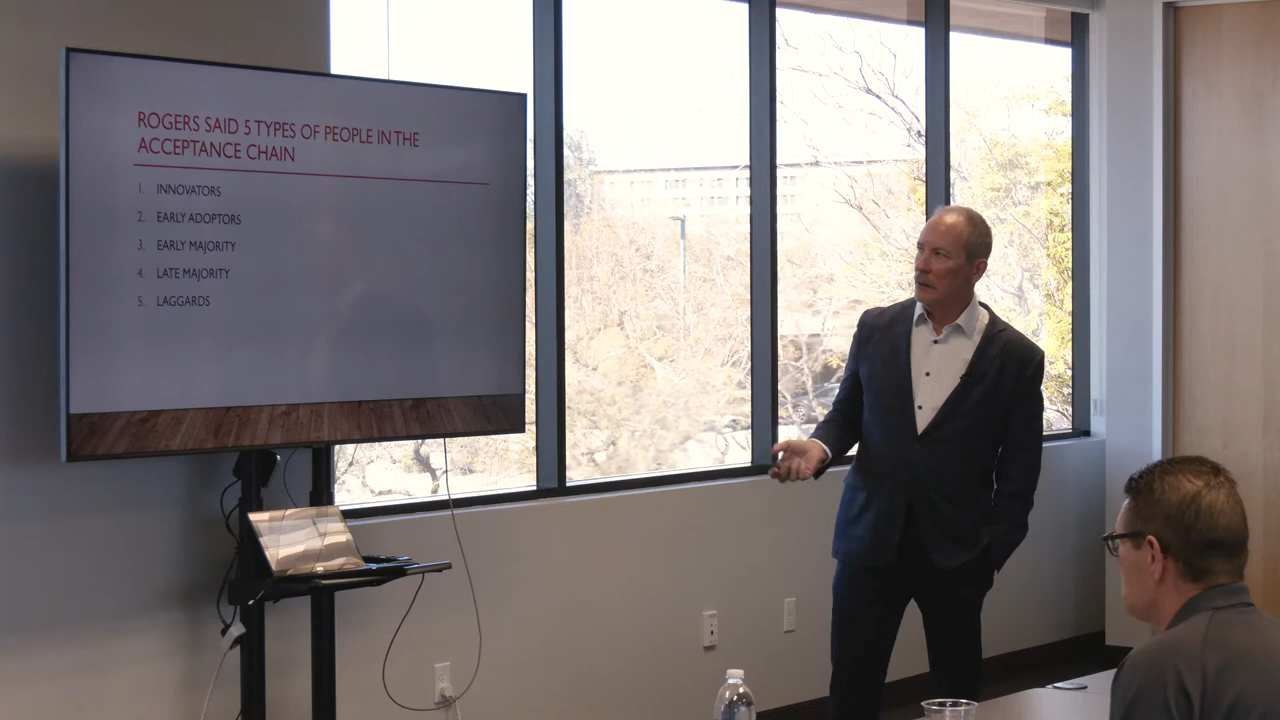 ROGERS SAID 5 TYPES OF PEOPLE IN THE
ACCEPTANCE CHAIN
1. INNOVATORS
2. EARLY ADOPTORS
3. EARLY MAJORITY
4. LATE MAJORITY
5. LAGGARDS